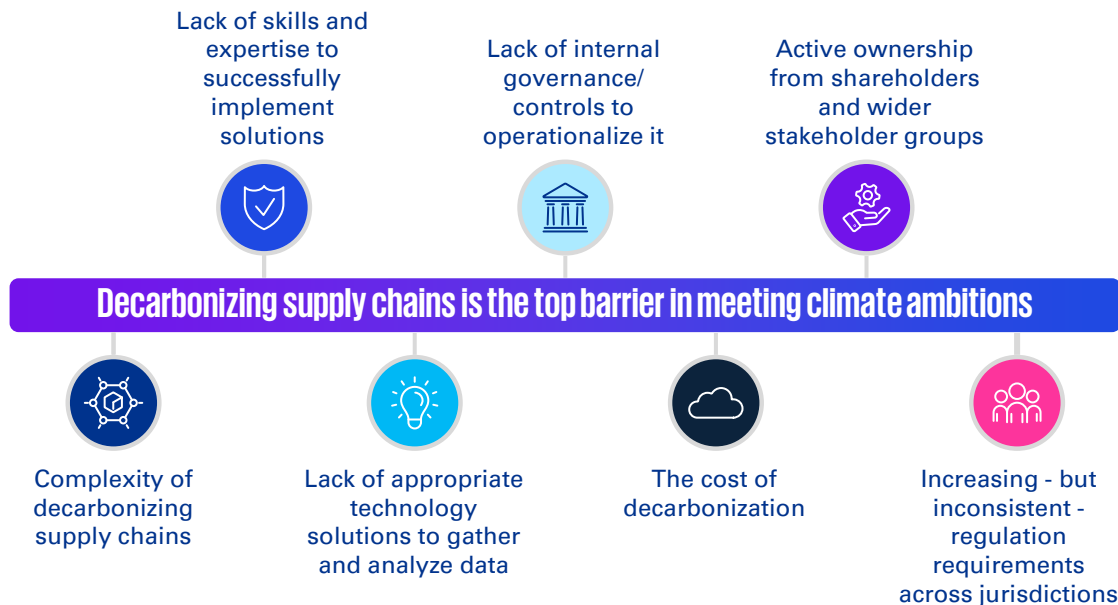 Lack of skills and
expertise to
successfully
implement
solutions
Lack of internal
governance/
controls to
operationalize it
Active ownership
from shareholders
and wider
stakeholder groups
Decarbonizing supply chains is the top barrier in meeting climate ambitions
Complexity of
decarbonizing
supply chains
Lack of appropriate
technology
solutions to gather
and analyze data
The cost of
decarbonization
Increasing - but
inconsistent -
regulation
requirements
across jurisdictions